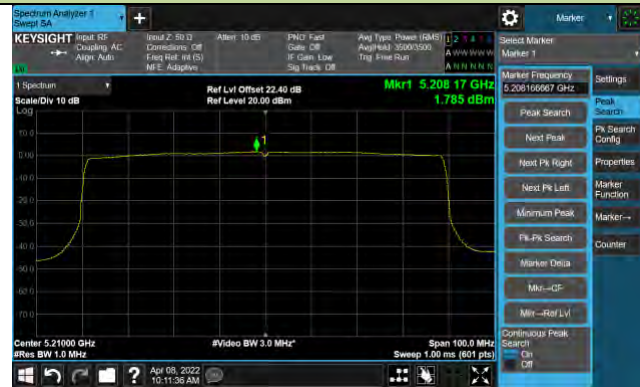 Spectrum Analyzer 1
Swept SA
Marker
KEYSIGHT Input: RF
Coupling: AC
Align: Auto
Input Z: 50 Ω
Corrections: Off
Freq Ref: Int (S)
NFE: Adaptive
Atten: 10 dB
PNO: Fast
Gate: Off
IF Gain: Low
Sig Track: Off
Avg Type: Power (RMS)
Avg|Hold: 3500/3500
Trig: Free Run
1 2 3 4 5 6
A W W W W W
A N N N N N
Select Marker
Marker 1
1 Spectrum
Scale/Div 10 dB
Log
Ref Lvl Offset 22.40 dB
Ref Level 20.00 dBm
Mkr1 5.208 17 GHz
1.785 dBm
1
10.0
0.00
-10.0
-20.0
-30.0
-40.0
-50.0
-60.0
-70.0
Center 5.21000 GHz
#Res BW 1.0 MHz
#Video BW 3.0 MHz*
Span 100.0 MHz
Sweep 1.00 ms (601 pts)
Marker Frequency
5.208166667 GHz
Peak Search
Next Peak
Next Pk Right
Next Pk Left
Minimum Peak
Pk-Pk Search
Marker Delta
Mkr→CF
Mkr→Ref Lvl
Continuous Peak
Search
On
Off
Settings
Peak
Search
Pk Search
Config
Properties
Marker
Function
Marker→
Counter
Apr 08, 2022
10:11:36 AM